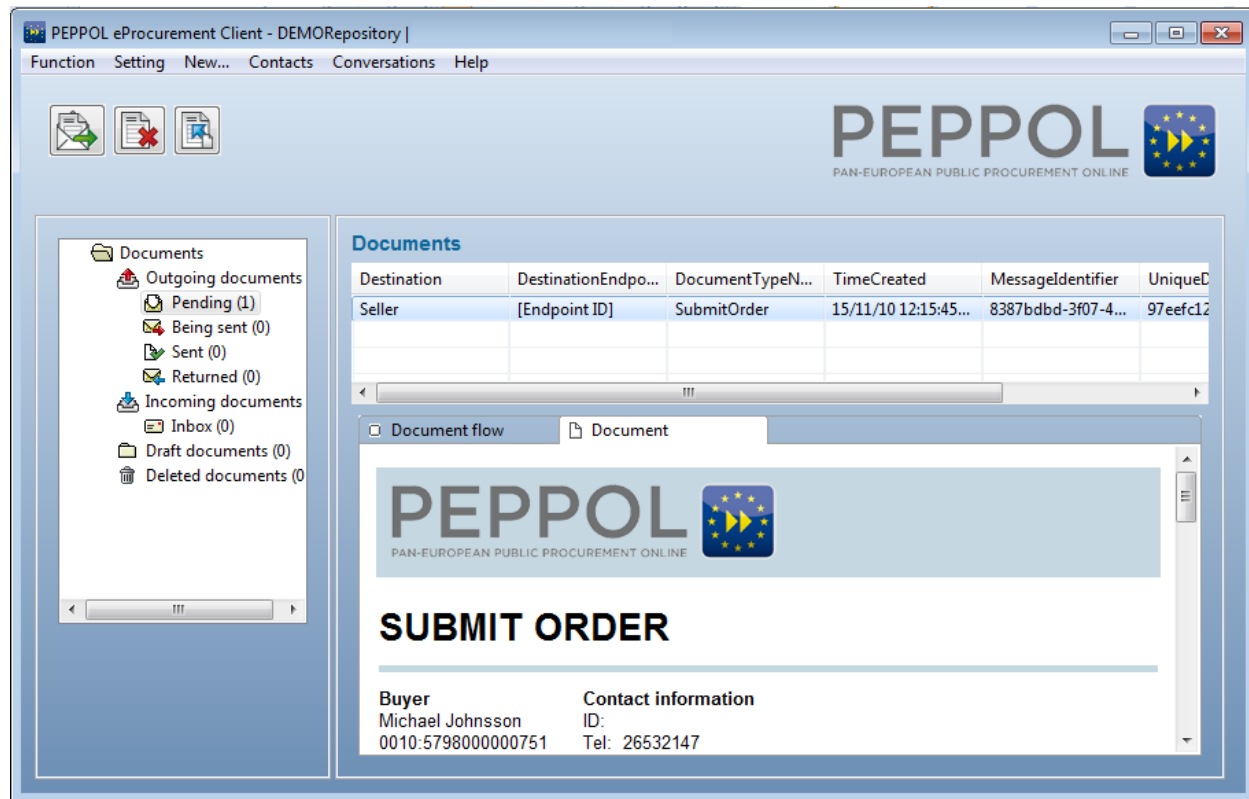 PEPPOL eProcurement Client - DEMORepository |
Function Setting New... Contacts Conversations Help
PEPPOL
PAN-EUROPEAN PUBLIC PROCUREMENT ONLINE
Documents
Outgoing documents
Pending (1)
Being sent (0)
Sent (0)
Returned (0)
Incoming documents
Inbox (0)
Draft documents (0)
Deleted documents (0
Documents
Destination DestinationEndpo... DocumentTypeN... TimeCreated MessageIdentifier UniqueD
Seller [Endpoint ID] SubmitOrder 15/11/10 12:15:45... 8387bdbd-3f07-4... 97eefc12
Document flow Document
PEPPOL
PAN-EUROPEAN PUBLIC PROCUREMENT ONLINE
SUBMIT ORDER
Buyer Contact information
Michael Johnsson ID:
0010:5798000000751 Tel: 26532147